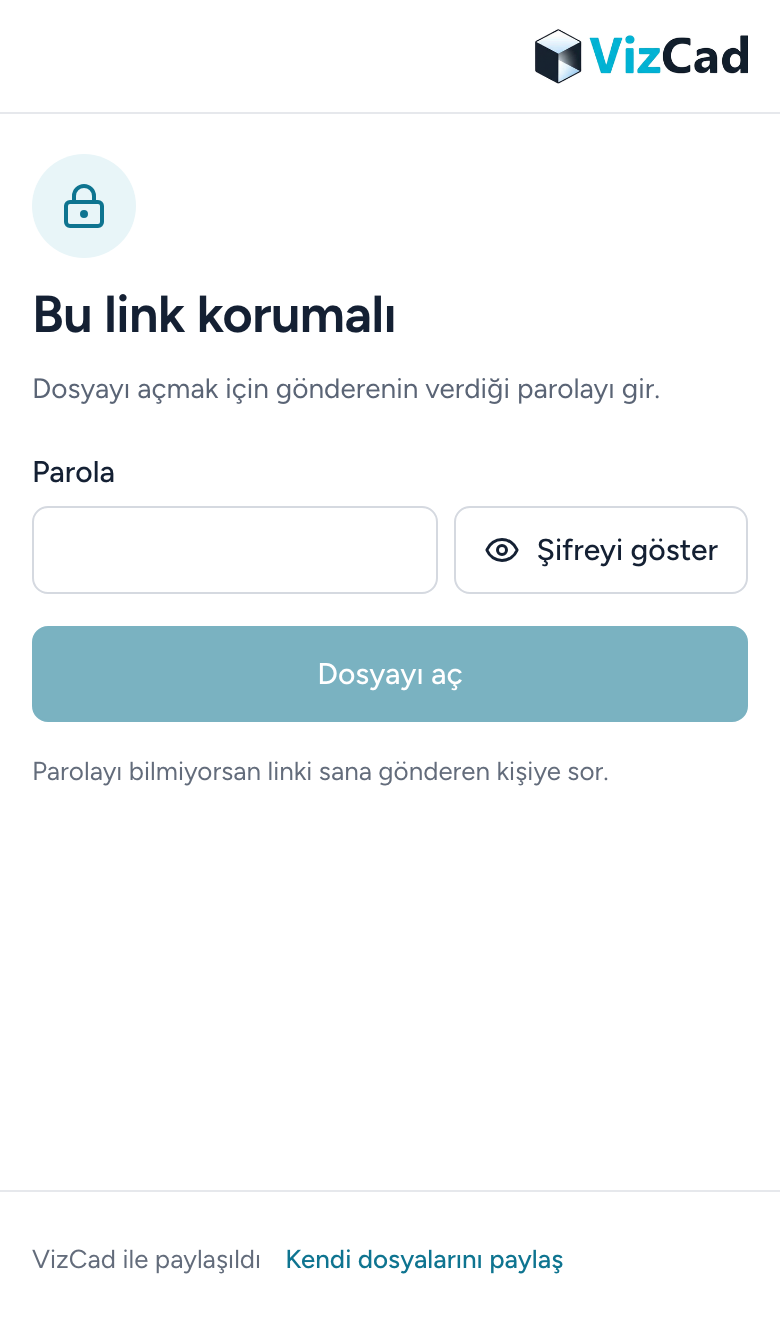 VizCad
Bu link korumalı
Dosyayı açmak için gönderenin verdiği parolayı gir.
Parola
Şifreyi göster
Dosyayı aç
Parolayı bilmiyorsan linki sana gönderen kişiye sor.
VizCad ile paylaşıldı Kendi dosyalarını paylaş